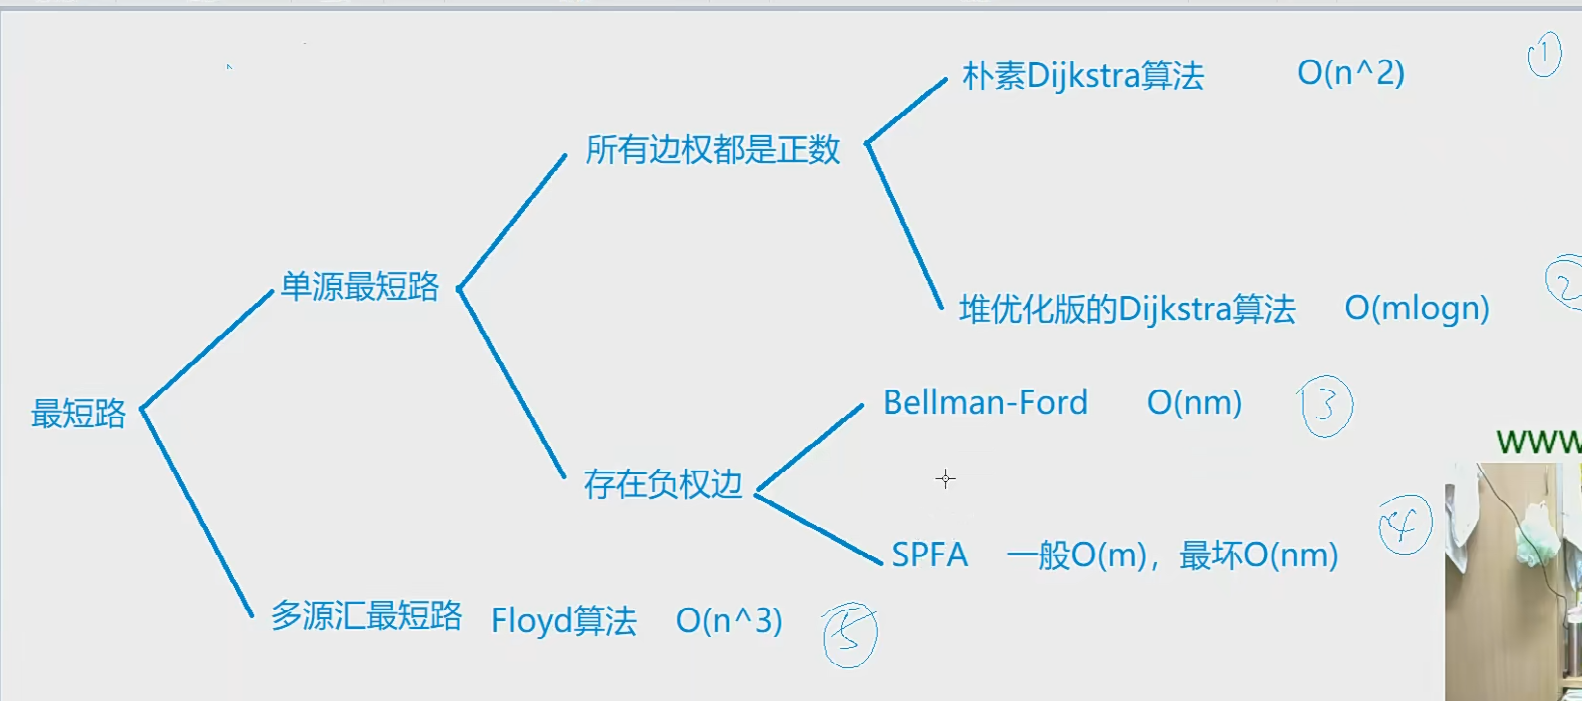 朴素Dijkstra算法 O(n^2) ①
所有边权都是正数
单源最短路
堆优化版的Dijkstra算法 O(mlogn) ②
最短路
Bellman-Ford O(nm) ③
WWW
存在负权边
SPFA 一般O(m)，最坏O(nm) ④
多源汇最短路 Floyd算法 O(n^3) ⑤